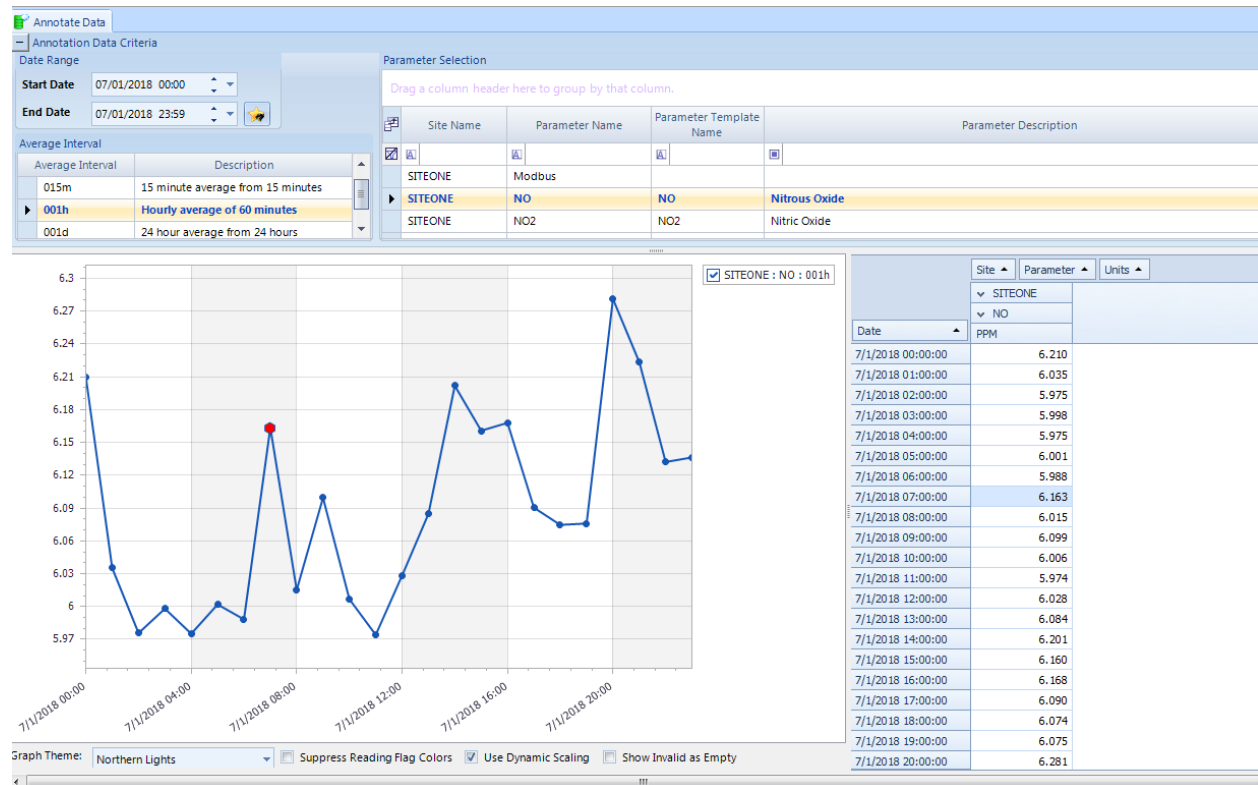 Annotate Data
Annotation Data Criteria
Date Range
Start Date 07/01/2018 00:00
End Date 07/01/2018 23:59
Average Interval
Average Interval Description
015m 15 minute average from 15 minutes
001h Hourly average of 60 minutes
001d 24 hour average from 24 hours
Parameter Selection
Drag a column header here to group by that column.
Site Name Parameter Name Parameter Template Name Parameter Description
SITEONE Modbus
SITEONE NO NO Nitrous Oxide
SITEONE NO2 NO2 Nitric Oxide
SITEONE : NO : 001h
6.3
6.27
6.24
6.21
6.18
6.15
6.12
6.09
6.06
6.03
6
5.97
7/1/2018 00:00
7/1/2018 04:00
7/1/2018 08:00
7/1/2018 12:00
7/1/2018 16:00
7/1/2018 20:00
Graph Theme: Northern Lights Suppress Reading Flag Colors Use Dynamic Scaling Show Invalid as Empty
Site Parameter Units
SITEONE
NO
Date PPM
7/1/2018 00:00:00 6.210
7/1/2018 01:00:00 6.035
7/1/2018 02:00:00 5.975
7/1/2018 03:00:00 5.998
7/1/2018 04:00:00 5.975
7/1/2018 05:00:00 6.001
7/1/2018 06:00:00 5.988
7/1/2018 07:00:00 6.163
7/1/2018 08:00:00 6.015
7/1/2018 09:00:00 6.099
7/1/2018 10:00:00 6.006
7/1/2018 11:00:00 5.974
7/1/2018 12:00:00 6.028
7/1/2018 13:00:00 6.084
7/1/2018 14:00:00 6.201
7/1/2018 15:00:00 6.160
7/1/2018 16:00:00 6.168
7/1/2018 17:00:00 6.090
7/1/2018 18:00:00 6.074
7/1/2018 19:00:00 6.075
7/1/2018 20:00:00 6.281